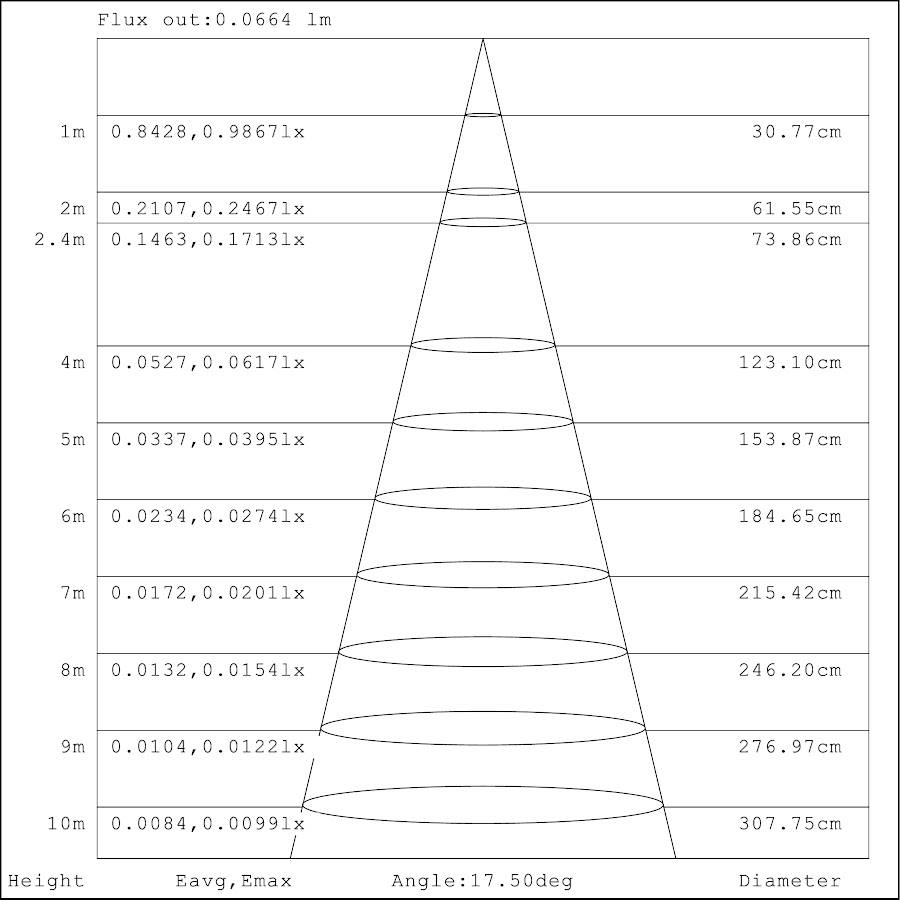 Flux out:0.0664 lm
1m 0.8428,0.9867lx 30.77cm
2m 0.2107,0.2467lx 61.55cm
2.4m 0.1463,0.1713lx 73.86cm
4m 0.0527,0.0617lx 123.10cm
5m 0.0337,0.0395lx 153.87cm
6m 0.0234,0.0274lx 184.65cm
7m 0.0172,0.0201lx 215.42cm
8m 0.0132,0.0154lx 246.20cm
9m 0.0104,0.0122lx 276.97cm
10m 0.0084,0.0099lx 307.75cm
Height Eavg,Emax Angle:17.50deg Diameter